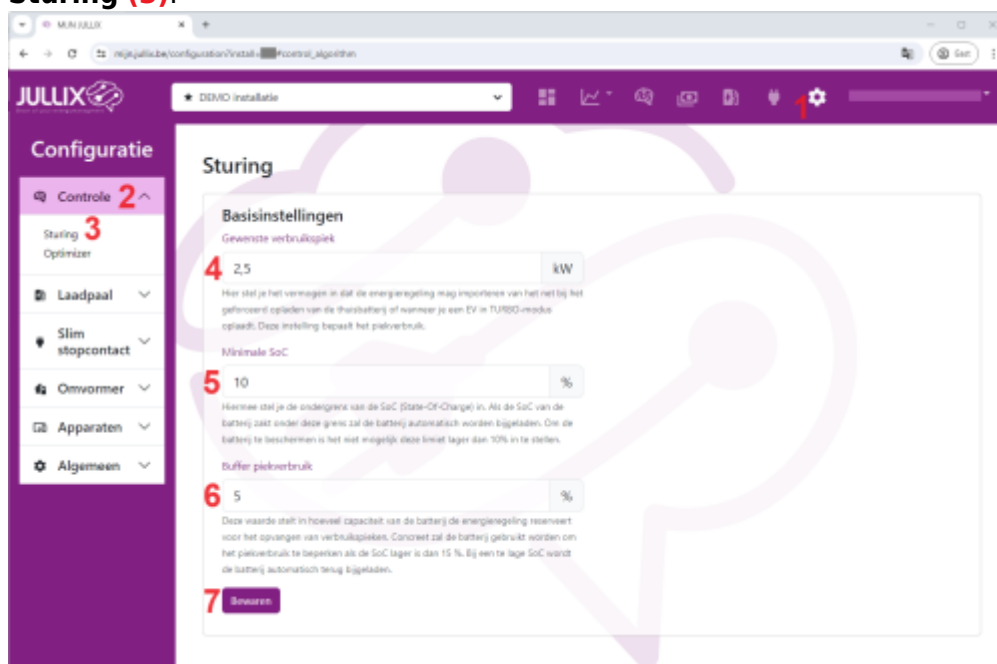 Sturing (3).
MIJN JULLIX
mijn.jullix.be/configuration?install= #control_algorithm
Gast
JULLIX
DEMO installatie
1
Configuratie
Controle 2
Sturing 3
Optimizer
Laadpaal
Slim
stopcontact
Omvormer
Apparaten
Algemeen
Sturing
Basisinstellingen
Gewenste verbruikspiek
4 2,5 kW
Hier stel je het vermogen in dat de energieregeling mag importeren van het net bij het
geforceerd opladen van de thuisbatterij of wanneer je een EV in TURBO-modus
oplaadt. Deze instelling bepaalt het piekverbruik.
Minimale SoC
5 10 %
Hiermee stel je de ondergrens van de SoC (State-Of-Charge) in. Als de SoC van de
batterij zakt onder deze grens zal de batterij automatisch worden bijgeladen. Om de
batterij te beschermen is het niet mogelijk deze limiet lager dan 10% in te stellen.
Buffer piekverbruik
6 5 %
Deze waarde stelt in hoeveel capaciteit van de batterij de energieregeling reserveert
voor het opvangen van verbruikspieken. Concreet zal de batterij gebruikt worden om
het piekverbruik te beperken als de SoC lager is dan 15 %. Bij een te lage SoC wordt
de batterij automatisch terug bijgeladen.
7 Bewaren